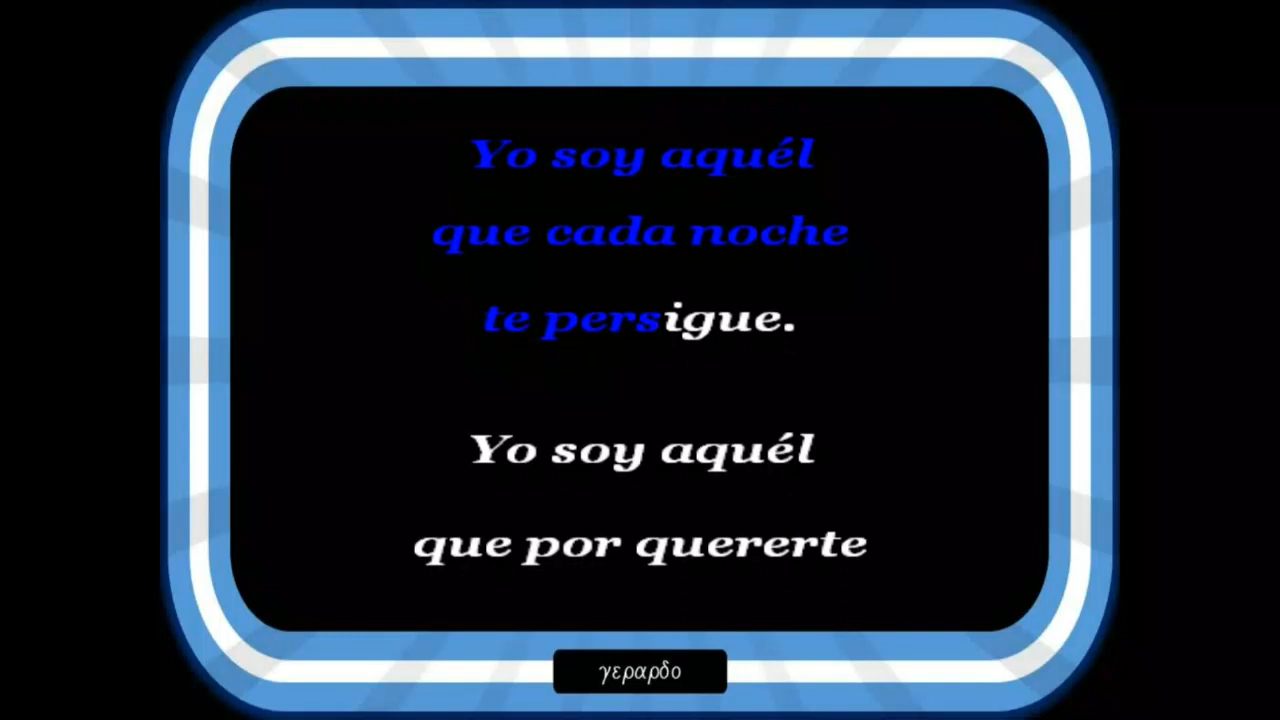 Yo soy aquél
que cada noche
te persigue.
Yo soy aquél
que por quererte
γεραρδο